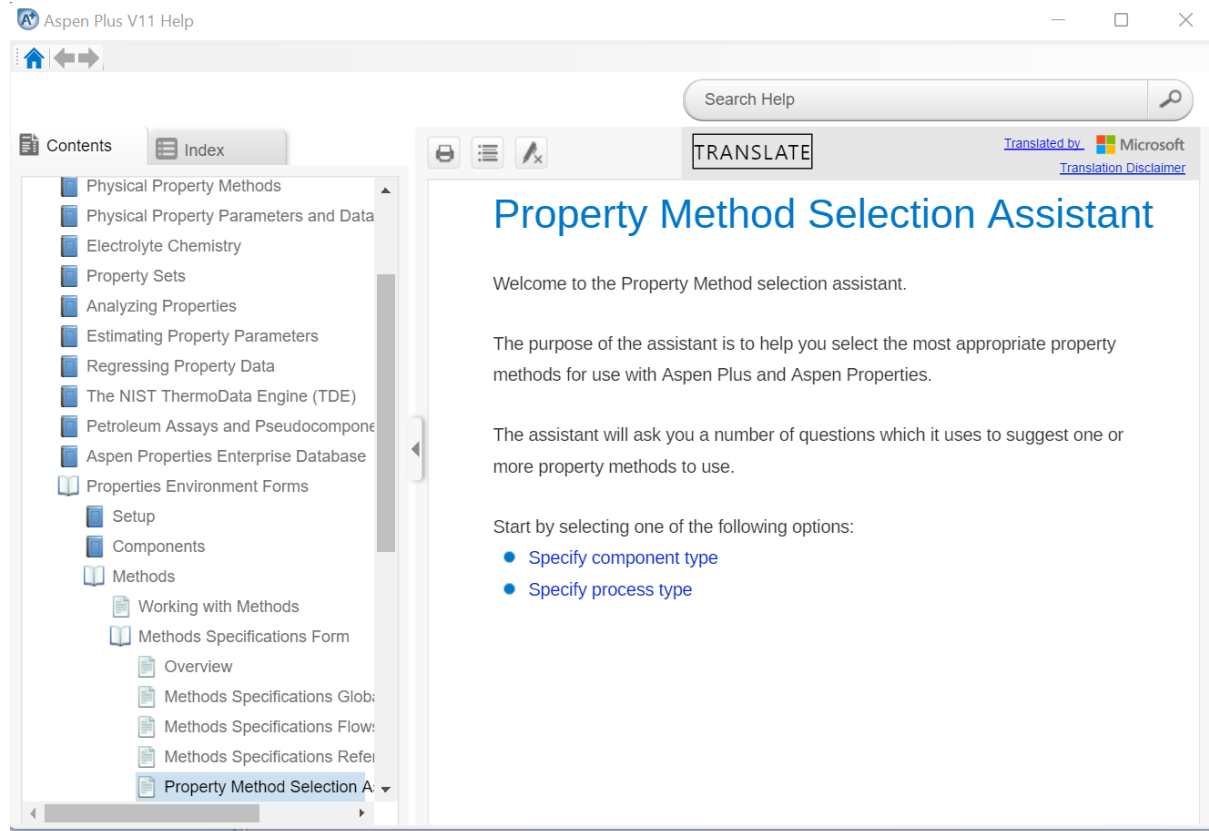 Aspen Plus V11 Help
Search Help
Contents
Index
TRANSLATE
Translated by Microsoft
Translation Disclaimer
Physical Property Methods
Physical Property Parameters and Data
Electrolyte Chemistry
Property Sets
Analyzing Properties
Estimating Property Parameters
Regressing Property Data
The NIST ThermoData Engine (TDE)
Petroleum Assays and Pseudocompone
Aspen Properties Enterprise Database
Properties Environment Forms
Setup
Components
Methods
Working with Methods
Methods Specifications Form
Overview
Methods Specifications Globa
Methods Specifications Flows
Methods Specifications Refer
Property Method Selection As
Property Method Selection Assistant
Welcome to the Property Method selection assistant.
The purpose of the assistant is to help you select the most appropriate property
methods for use with Aspen Plus and Aspen Properties.
The assistant will ask you a number of questions which it uses to suggest one or
more property methods to use.
Start by selecting one of the following options:
Specify component type
Specify process type